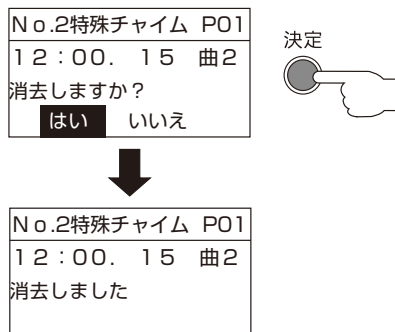 No.2特殊チャイム P01
12:00. 15 曲2
消去しますか?
はい いいえ
決定
No.2特殊チャイム P01
12:00. 15 曲2
消去しました